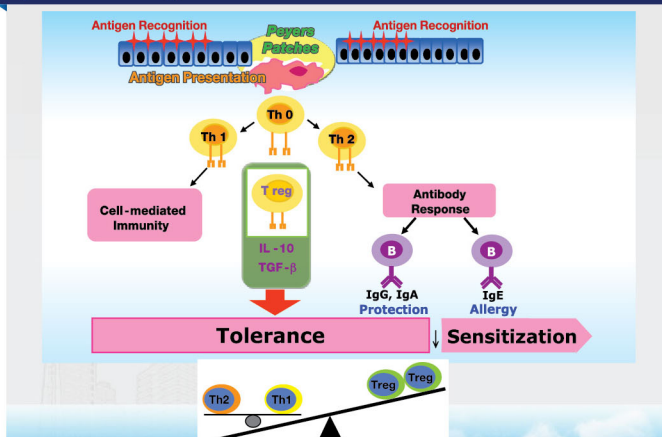 Antigen Recognition
Peyers
Patches
Antigen Recognition
Antigen Presentation
Th 0
Th 1
Th 2
T reg
Cell-mediated
Immunity
Antibody
Response
IL -10
TGF-β
B
B
IgG, IgA
Protection
IgE
Allergy
Tolerance
↓ Sensitization
Th2
Th1
Treg
Treg